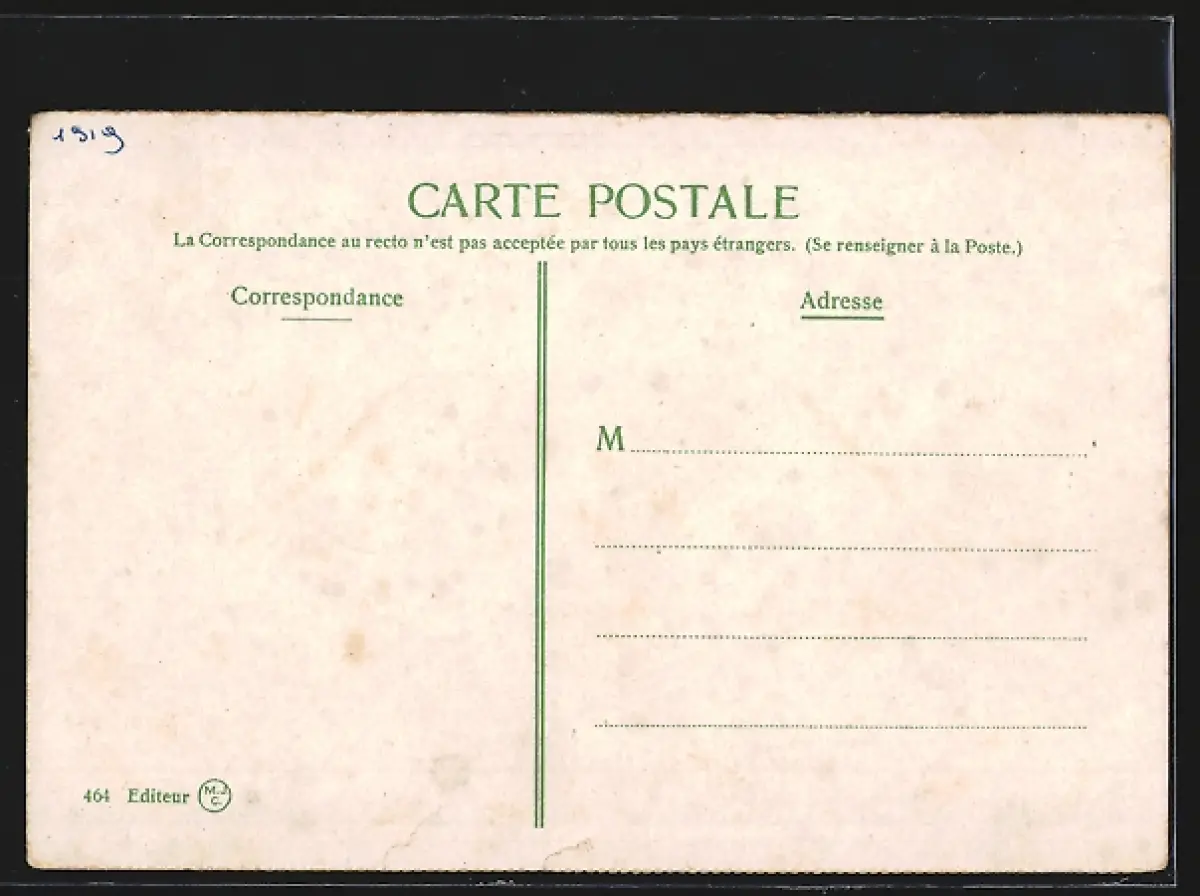 1919
CARTE POSTALE
La Correspondance au recto n'est pas acceptée par tous les pays étrangers. (Se renseigner à la Poste.)
Correspondance
Adresse
M
464 Editeur M.J.C.